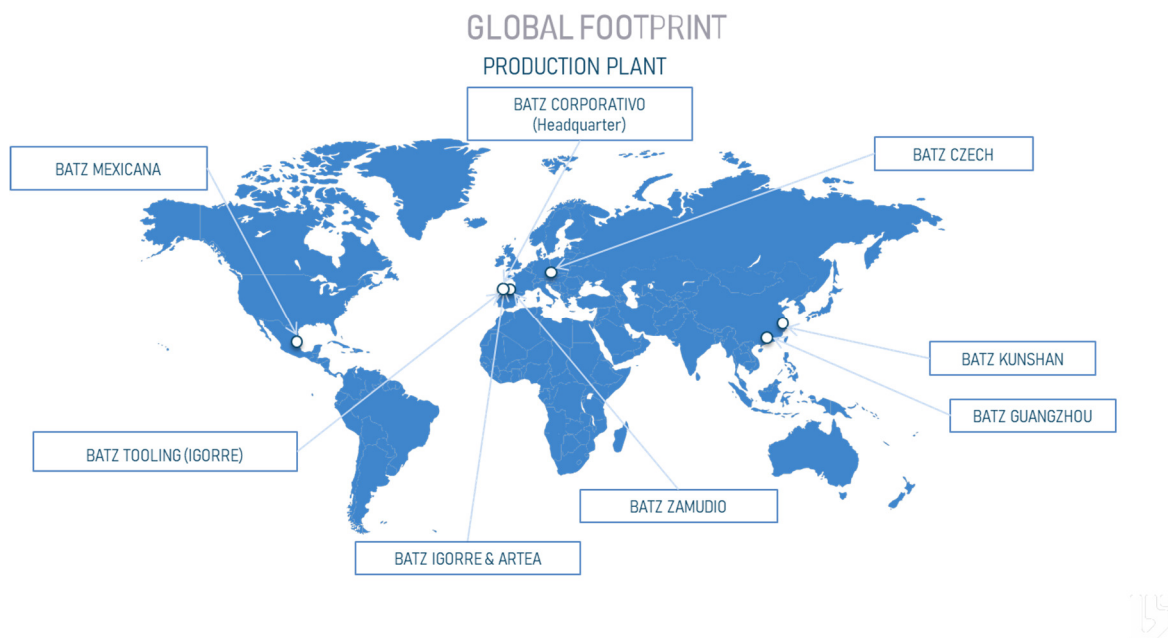 GLOBAL FOOTPRINT
PRODUCTION PLANT
BATZ CORPORATIVO
(Headquarter)
BATZ CZECH
BATZ MEXICANA
BATZ KUNSHAN
BATZ GUANGZHOU
BATZ TOOLING (IGORRE)
BATZ ZAMUDIO
BATZ IGORRE & ARTEA